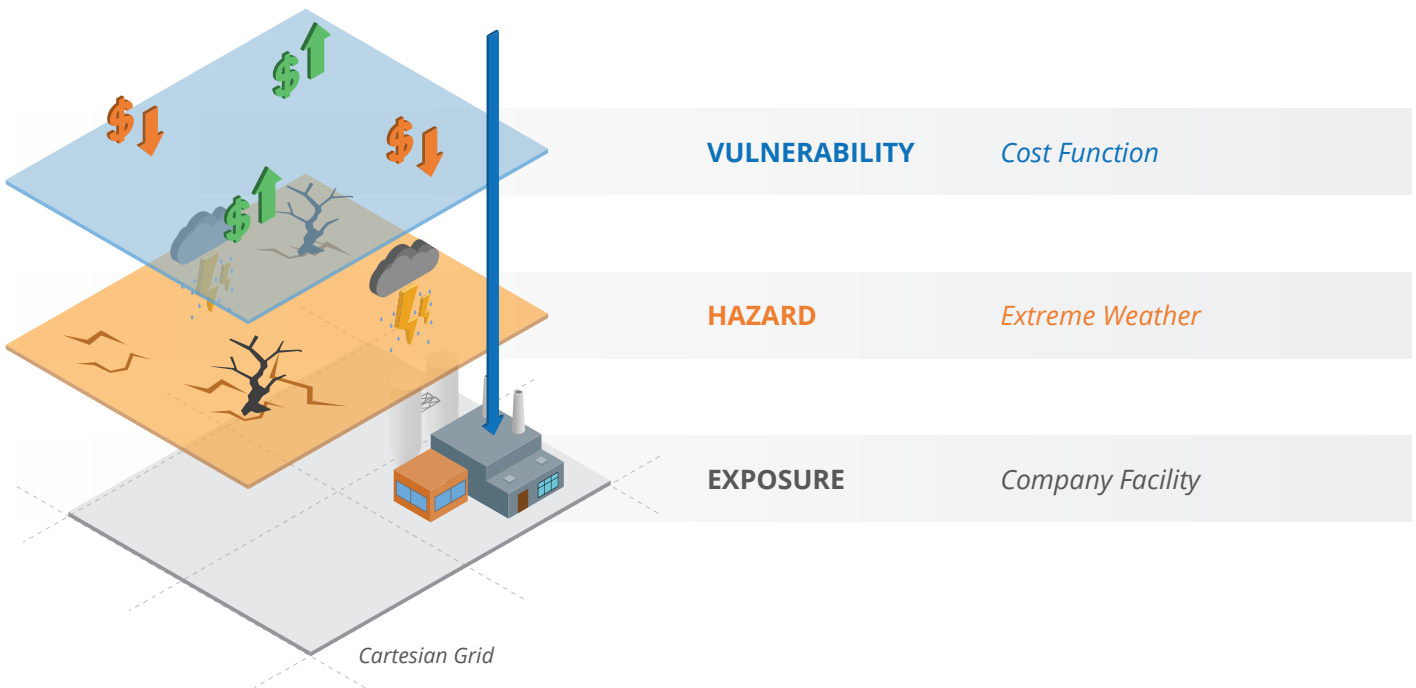 VULNERABILITY Cost Function
HAZARD Extreme Weather
EXPOSURE Company Facility
Cartesian Grid
$
$
$
$